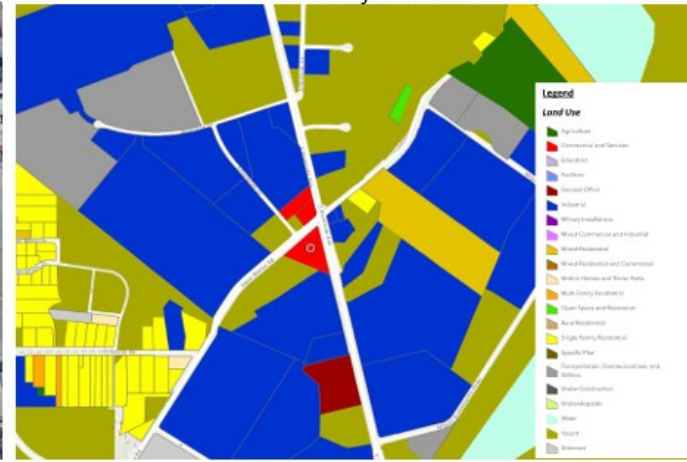 Legend
Land Use
Agriculture
Commercial and Services
Education
Facilities
General Office
Industrial
Military Installations
Mixed Commercial and Industrial
Mixed Residential
Mixed Residential and Commercial
Mobile Homes and Trailer Parks
Multi-Family Residential
Open Space and Recreation
Rural Residential
Single Family Residential
Specific Plan
Transportation, Communications, and
Utilities
Under Construction
Undevelopable
Water
Vacant
Unknown